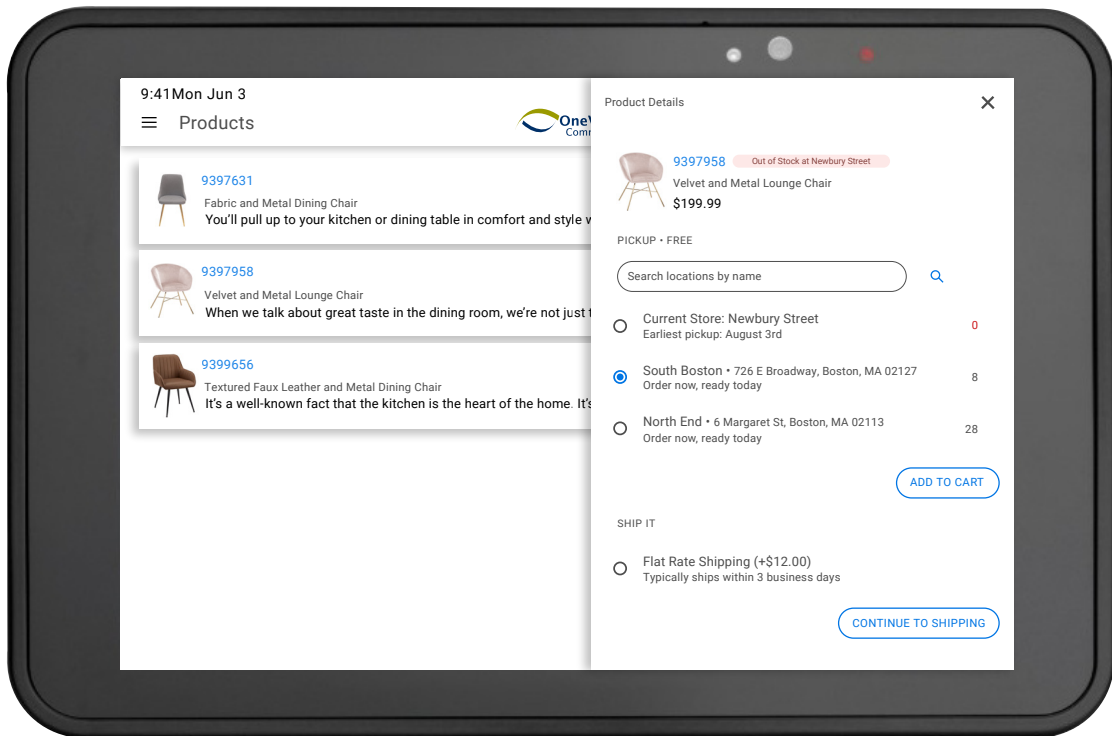 9:41Mon Jun 3
Products
Comm
9397631
Fabric and Metal Dining Chair
You’ll pull up to your kitchen or dining table in comfort and style
9397958
Velvet and Metal Lounge Chair
When we talk about great taste in the dining room, we’re not just
9399656
Textured Faux Leather and Metal Dining Chair
It’s a well-known fact that the kitchen is the heart of the home. It’s
Product Details
9397958 Out of Stock at Newbury Street
Velvet and Metal Lounge Chair
$199.99
PICKUP • FREE
Search locations by name
Current Store: Newbury Street 0
Earliest pickup: August 3rd
South Boston • 726 E Broadway, Boston, MA 02127 8
Order now, ready today
North End • 6 Margaret St, Boston, MA 02113 28
Order now, ready today
ADD TO CART
SHIP IT
Flat Rate Shipping (+$12.00)
Typically ships within 3 business days
CONTINUE TO SHIPPING